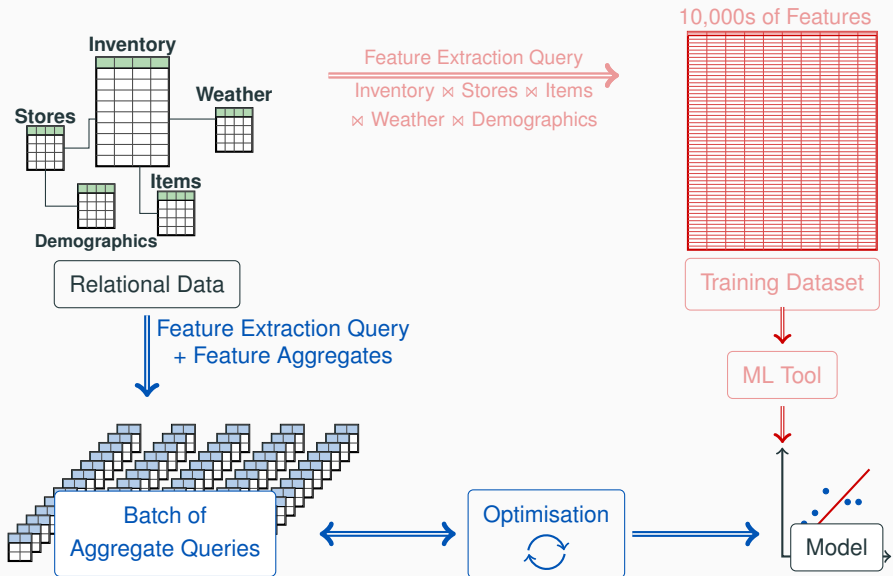 10,000s of Features
Inventory
Feature Extraction Query
Inventory ⋈ Stores ⋈ Items
⋈ Weather ⋈ Demographics
Weather
Stores
Items
Demographics
Relational Data
Training Dataset
Feature Extraction Query
+ Feature Aggregates
ML Tool
Batch of
Aggregate Queries
Optimisation
Model